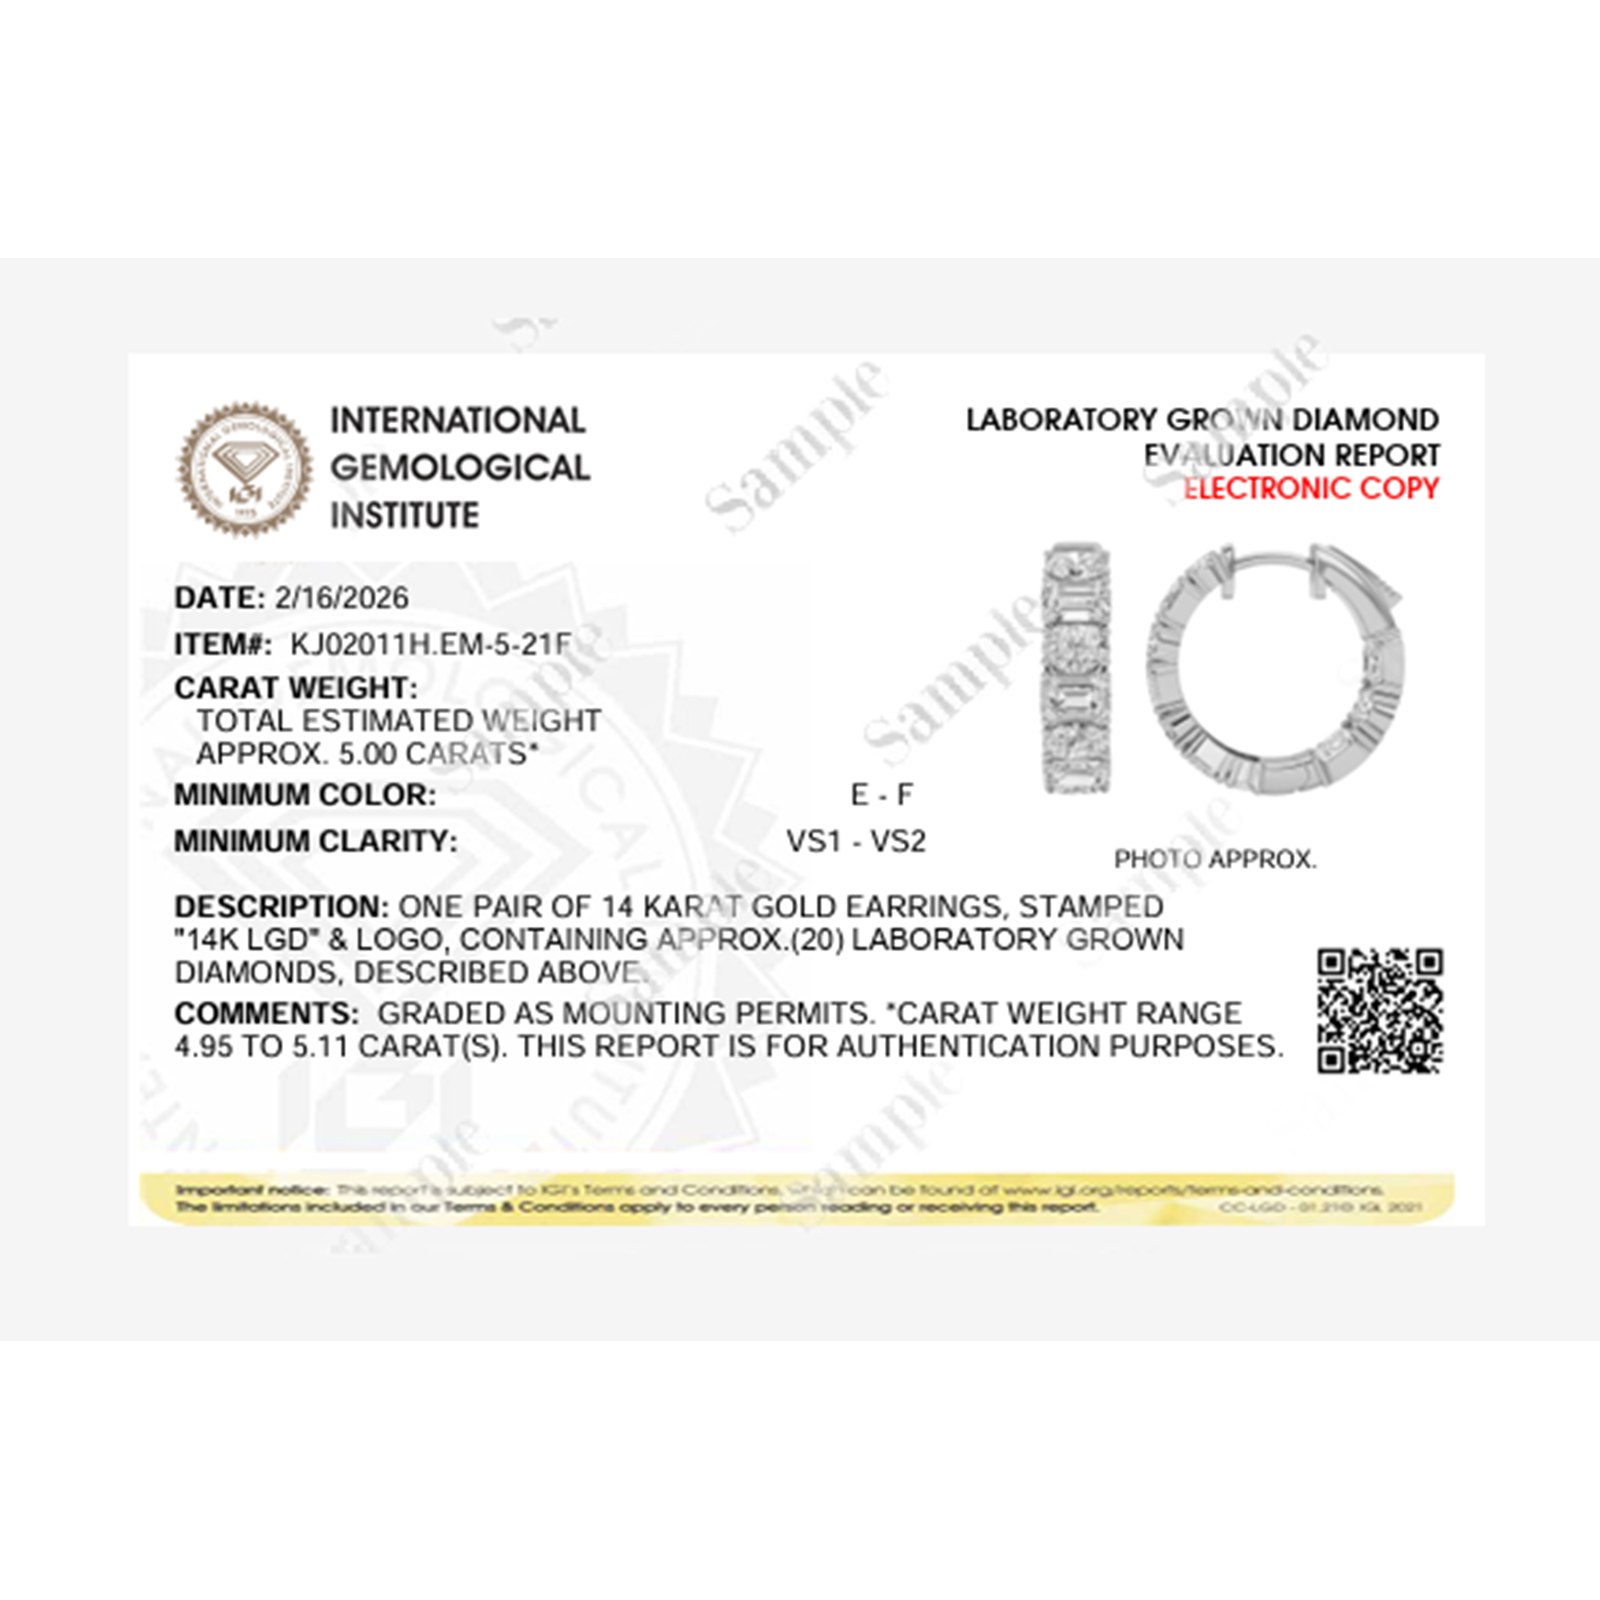 INTERNATIONAL
GEMOLOGICAL
INSTITUTE
LABORATORY GROWN DIAMOND
EVALUATION REPORT
ELECTRONIC COPY
DATE: 2/16/2026
ITEM#: KJ02011H.EM-5-21F
CARAT WEIGHT:
TOTAL ESTIMATED WEIGHT
APPROX. 5.00 CARATS*
MINIMUM COLOR: E - F
MINIMUM CLARITY: VS1 - VS2
PHOTO APPROX.
DESCRIPTION: ONE PAIR OF 14 KARAT GOLD EARRINGS, STAMPED
"14K LGD" & LOGO, CONTAINING APPROX.(20) LABORATORY GROWN
DIAMONDS, DESCRIBED ABOVE.
COMMENTS: GRADED AS MOUNTING PERMITS. *CARAT WEIGHT RANGE
4.95 TO 5.11 CARAT(S). THIS REPORT IS FOR AUTHENTICATION PURPOSES.
Important notice: This report is subject to IGI's Terms and Conditions, which can be found at www.igi.org/reports/terms-and-conditions.
The limitations included in our Terms & Conditions apply to every person reading or receiving this report.
Sample
Sample
Sample
Sample
Sample
Sample